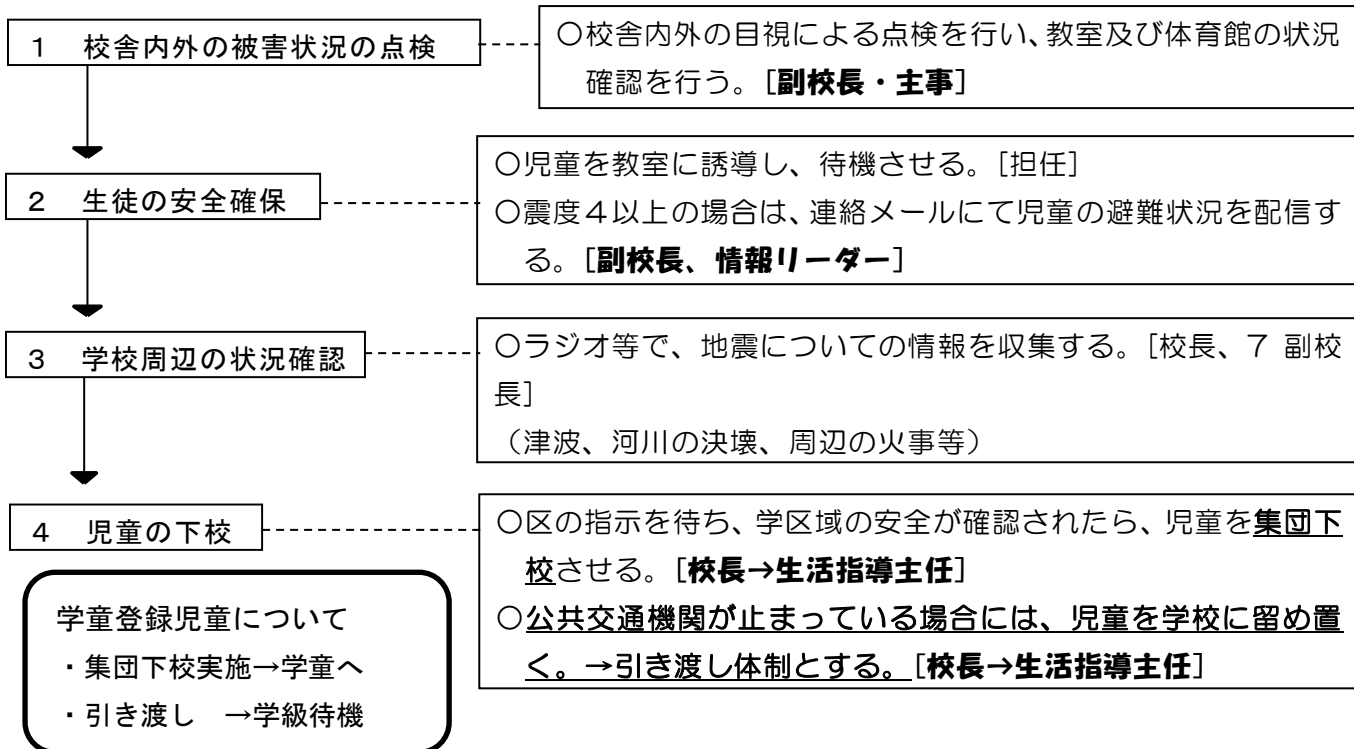 １　校舎内外の被害状況の点検
〇校舎内外の目視による点検を行い、教室及び体育館の状況
確認を行う。［副校長・主事］
２　生徒の安全確保
〇児童を教室に誘導し、待機させる。［担任］
〇震度４以上の場合は、連絡メールにて児童の避難状況を配信す
る。［副校長、情報リーダー］
３　学校周辺の状況確認
〇ラジオ等で、地震についての情報を収集する。［校長、７ 副校
長］
（津波、河川の決壊、周辺の火事等）
４　児童の下校
〇区の指示を待ち、学区域の安全が確認されたら、児童を集団下
校させる。［校長→生活指導主任］
〇公共交通機関が止まっている場合には、児童を学校に留め置
く。→引き渡し体制とする。［校長→生活指導主任］
学童登録児童について
・集団下校実施→学童へ
・引き渡し　→学級待機